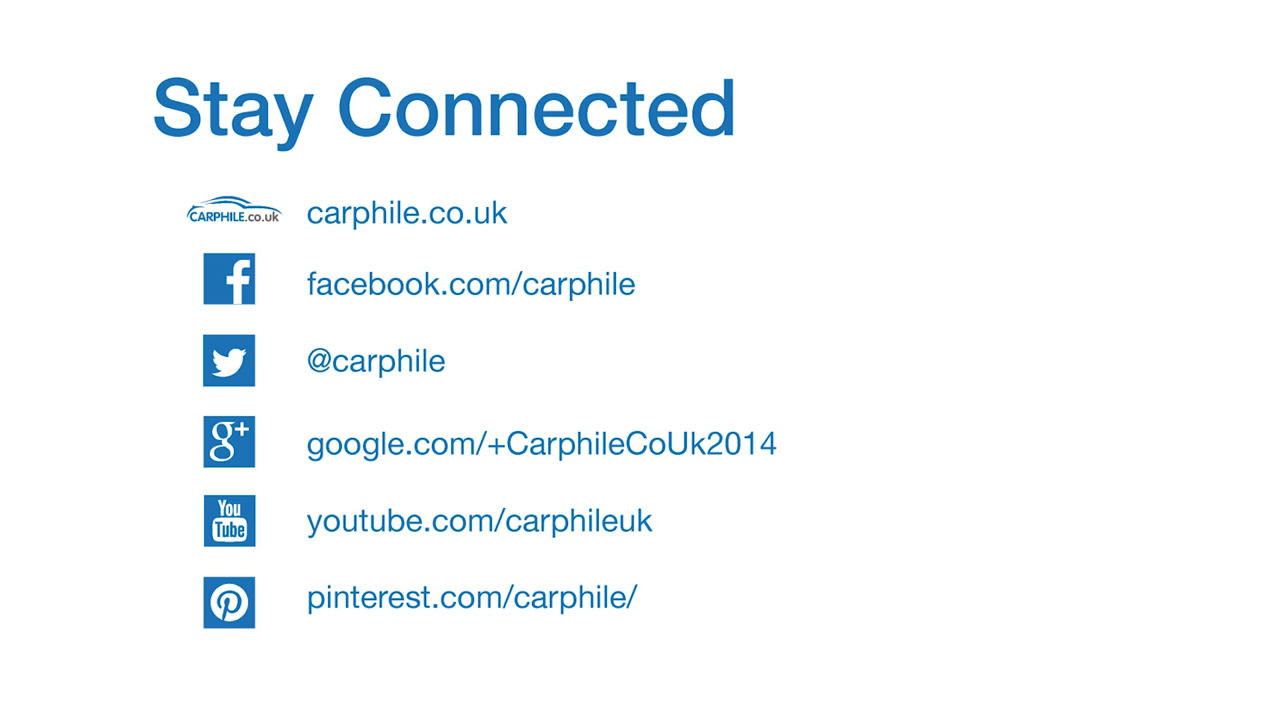 Stay Connected
CARPHILE.co.uk carphile.co.uk
f facebook.com/carphile
@carphile
g+ google.com/+CarphileCoUk2014
You
Tube youtube.com/carphileuk
pinterest.com/carphile/